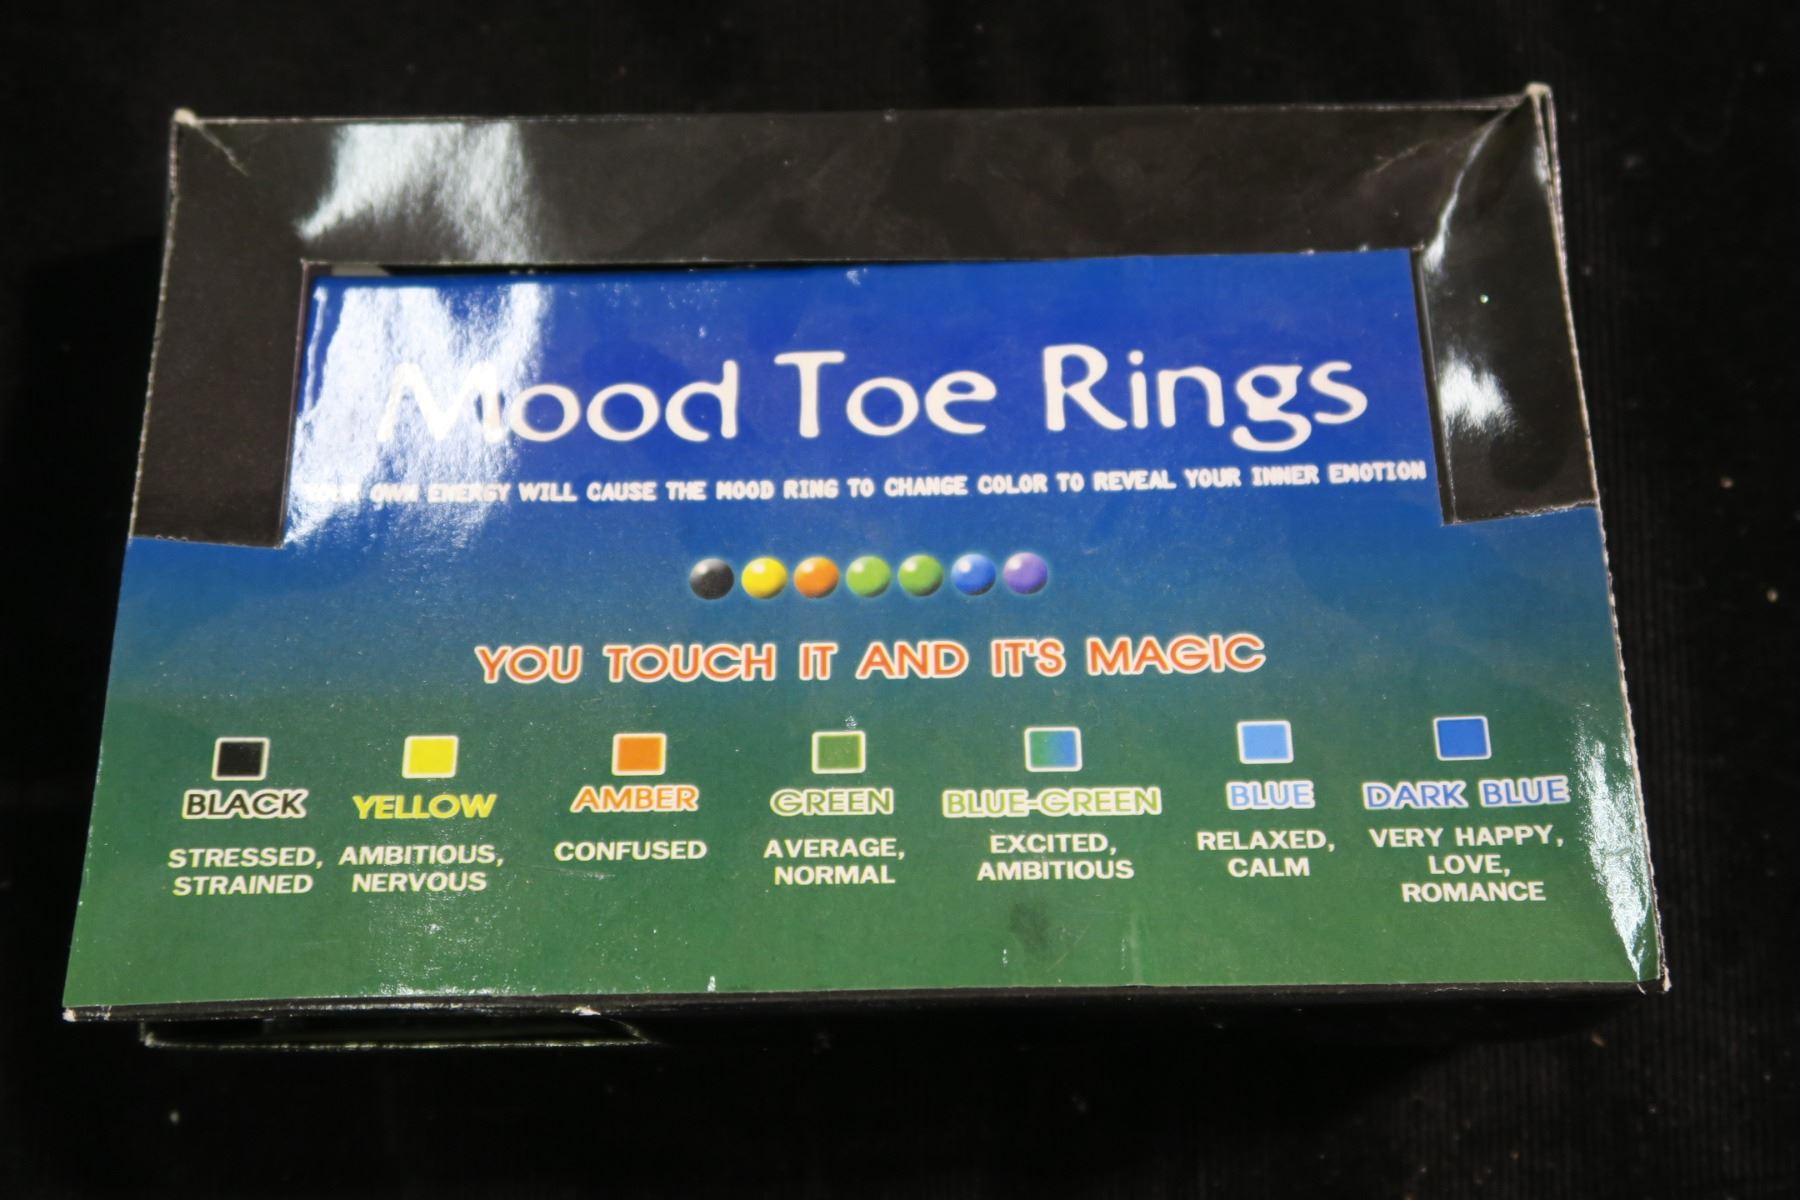 Mood Toe Rings
YOUR OWN ENERGY WILL CAUSE THE MOOD RING TO CHANGE COLOR TO REVEAL YOUR INNER EMOTION
YOU TOUCH IT AND IT'S MAGIC
BLACK YELLOW AMBER GREEN BLUE-GREEN BLUE DARK BLUE
STRESSED, AMBITIOUS, CONFUSED AVERAGE, EXCITED, RELAXED, VERY HAPPY,
STRAINED NERVOUS NORMAL AMBITIOUS CALM LOVE,
ROMANCE